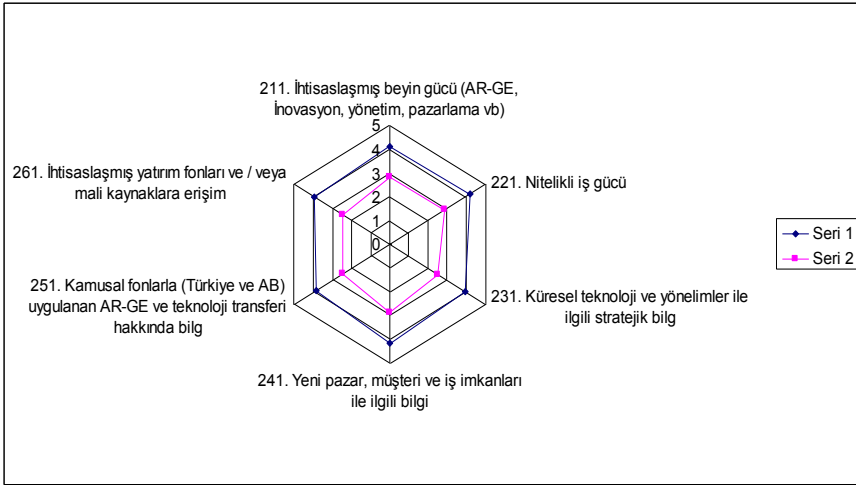 211. İhtisaslaşmış beyin gücü (AR-GE,
İnovasyon, yönetim, pazarlama vb)
5
4
3
2
1
0
221. Nitelikli iş gücü
231. Küresel teknoloji ve yönelimler ile
ilgili stratejik bilg
241. Yeni pazar, müşteri ve iş imkanları
ile ilgili bilgi
251. Kamusal fonlarla (Türkiye ve AB)
uygulanan AR-GE ve teknoloji transferi
hakkında bilg
261. İhtisaslaşmış yatırım fonları ve / veya
mali kaynaklara erişim
Seri 1
Seri 2